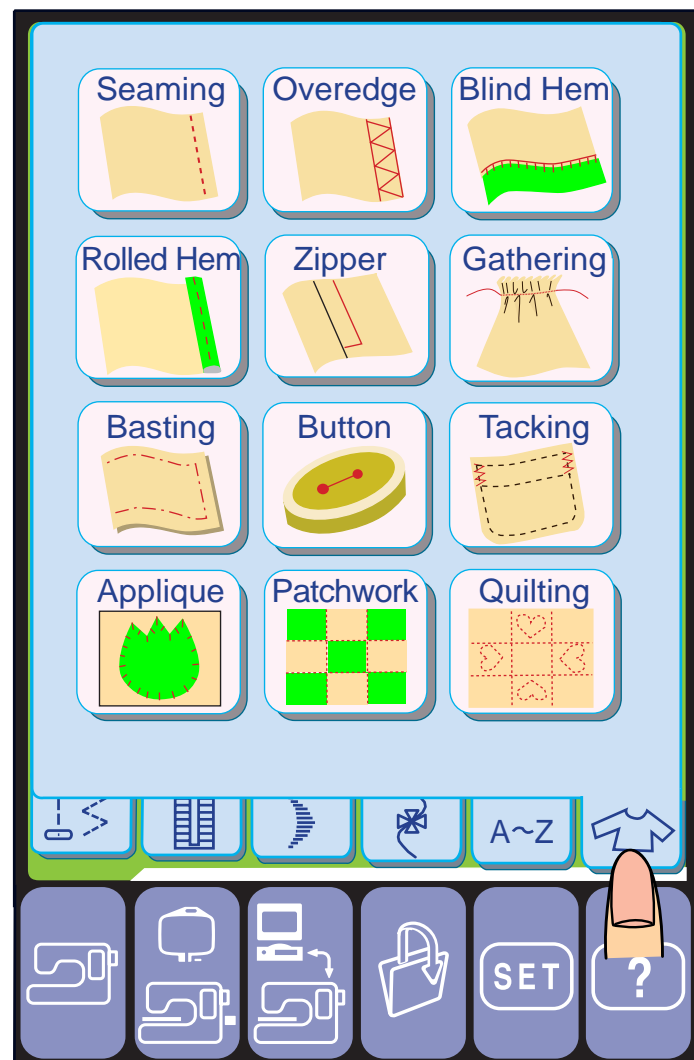 Seaming Overedge Blind Hem
Rolled Hem Zipper Gathering
Basting Button Tacking
Applique Patchwork Quilting
A~Z
SET ?